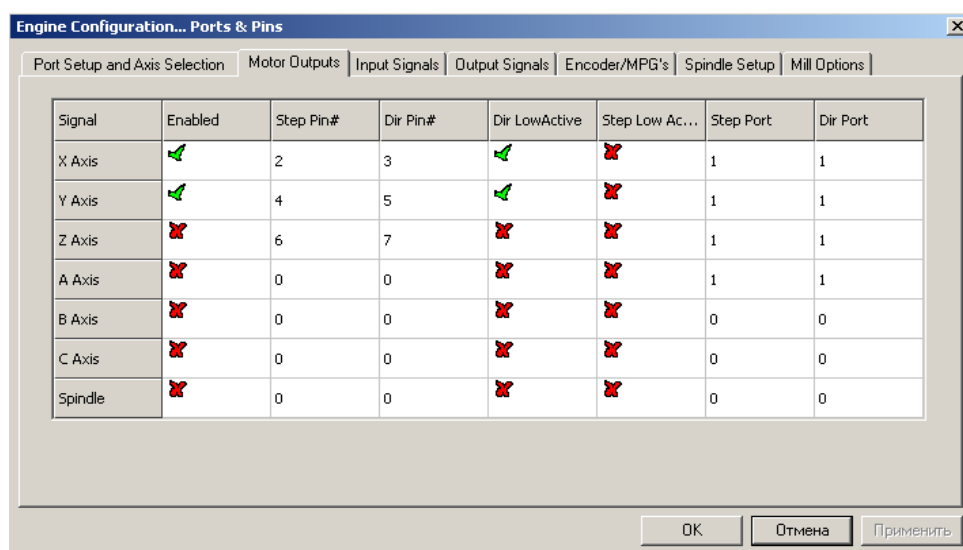 Engine Configuration... Ports & Pins
Port Setup and Axis Selection Motor Outputs Input Signals Output Signals Encoder/MPG's Spindle Setup Mill Options
Signal Enabled Step Pin# Dir Pin# Dir LowActive Step Low Ac... Step Port Dir Port
X Axis 2 3 1 1
Y Axis 4 5 1 1
Z Axis 6 7 1 1
A Axis 0 0 1 1
B Axis 0 0 0 0
C Axis 0 0 0 0
Spindle 0 0 0 0
OK Отмена Применить